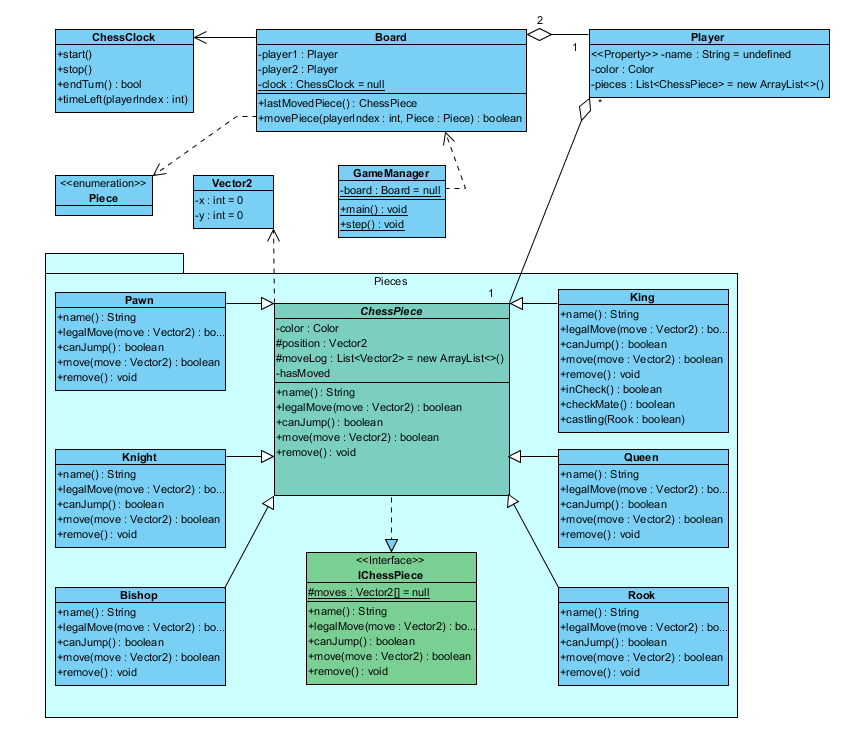 ChessClock
+start()
+stop()
+endTurn() : bool
+timeLeft(playerIndex : int)
Board
-player1 : Player
-player2 : Player
-clock : ChessClock = null
+lastMovedPiece() : ChessPiece
+movePiece(playerIndex : int, Piece : Piece) : boolean
2
1
Player
<<Property>> -name : String = undefined
-color : Color
-pieces : List<ChessPiece> = new ArrayList<>()
*
<<enumeration>>
Piece
Vector2
-x : int = 0
-y : int = 0
GameManager
-board : Board = null
+main() : void
+step() : void
Pieces
1
Pawn
+name() : String
+legalMove(move : Vector2) : bo...
+canJump() : boolean
+move(move : Vector2) : boolean
+remove() : void
ChessPiece
-color : Color
#position : Vector2
#moveLog : List<Vector2> = new ArrayList<>()
-hasMoved
+name() : String
+legalMove(move : Vector2) : boolean
+canJump() : boolean
+move(move : Vector2) : boolean
+remove() : void
King
+name() : String
+legalMove(move : Vector2) : bo...
+canJump() : boolean
+move(move : Vector2) : boolean
+remove() : void
+inCheck() : boolean
+checkMate() : boolean
+castling(Rook : boolean)
Knight
+name() : String
+legalMove(move : Vector2) : bo...
+canJump() : boolean
+move(move : Vector2) : boolean
+remove() : void
Queen
+name() : String
+legalMove(move : Vector2) : bo...
+canJump() : boolean
+move(move : Vector2) : boolean
+remove() : void
Bishop
+name() : String
+legalMove(move : Vector2) : bo...
+canJump() : boolean
+move(move : Vector2) : boolean
+remove() : void
<<Interface>>
IChessPiece
#moves : Vector2[] = null
+name() : String
+legalMove(move : Vector2) : bo...
+canJump() : boolean
+move(move : Vector2) : boolean
+remove() : void
Rook
+name() : String
+legalMove(move : Vector2) : bo...
+canJump() : boolean
+move(move : Vector2) : boolean
+remove() : void